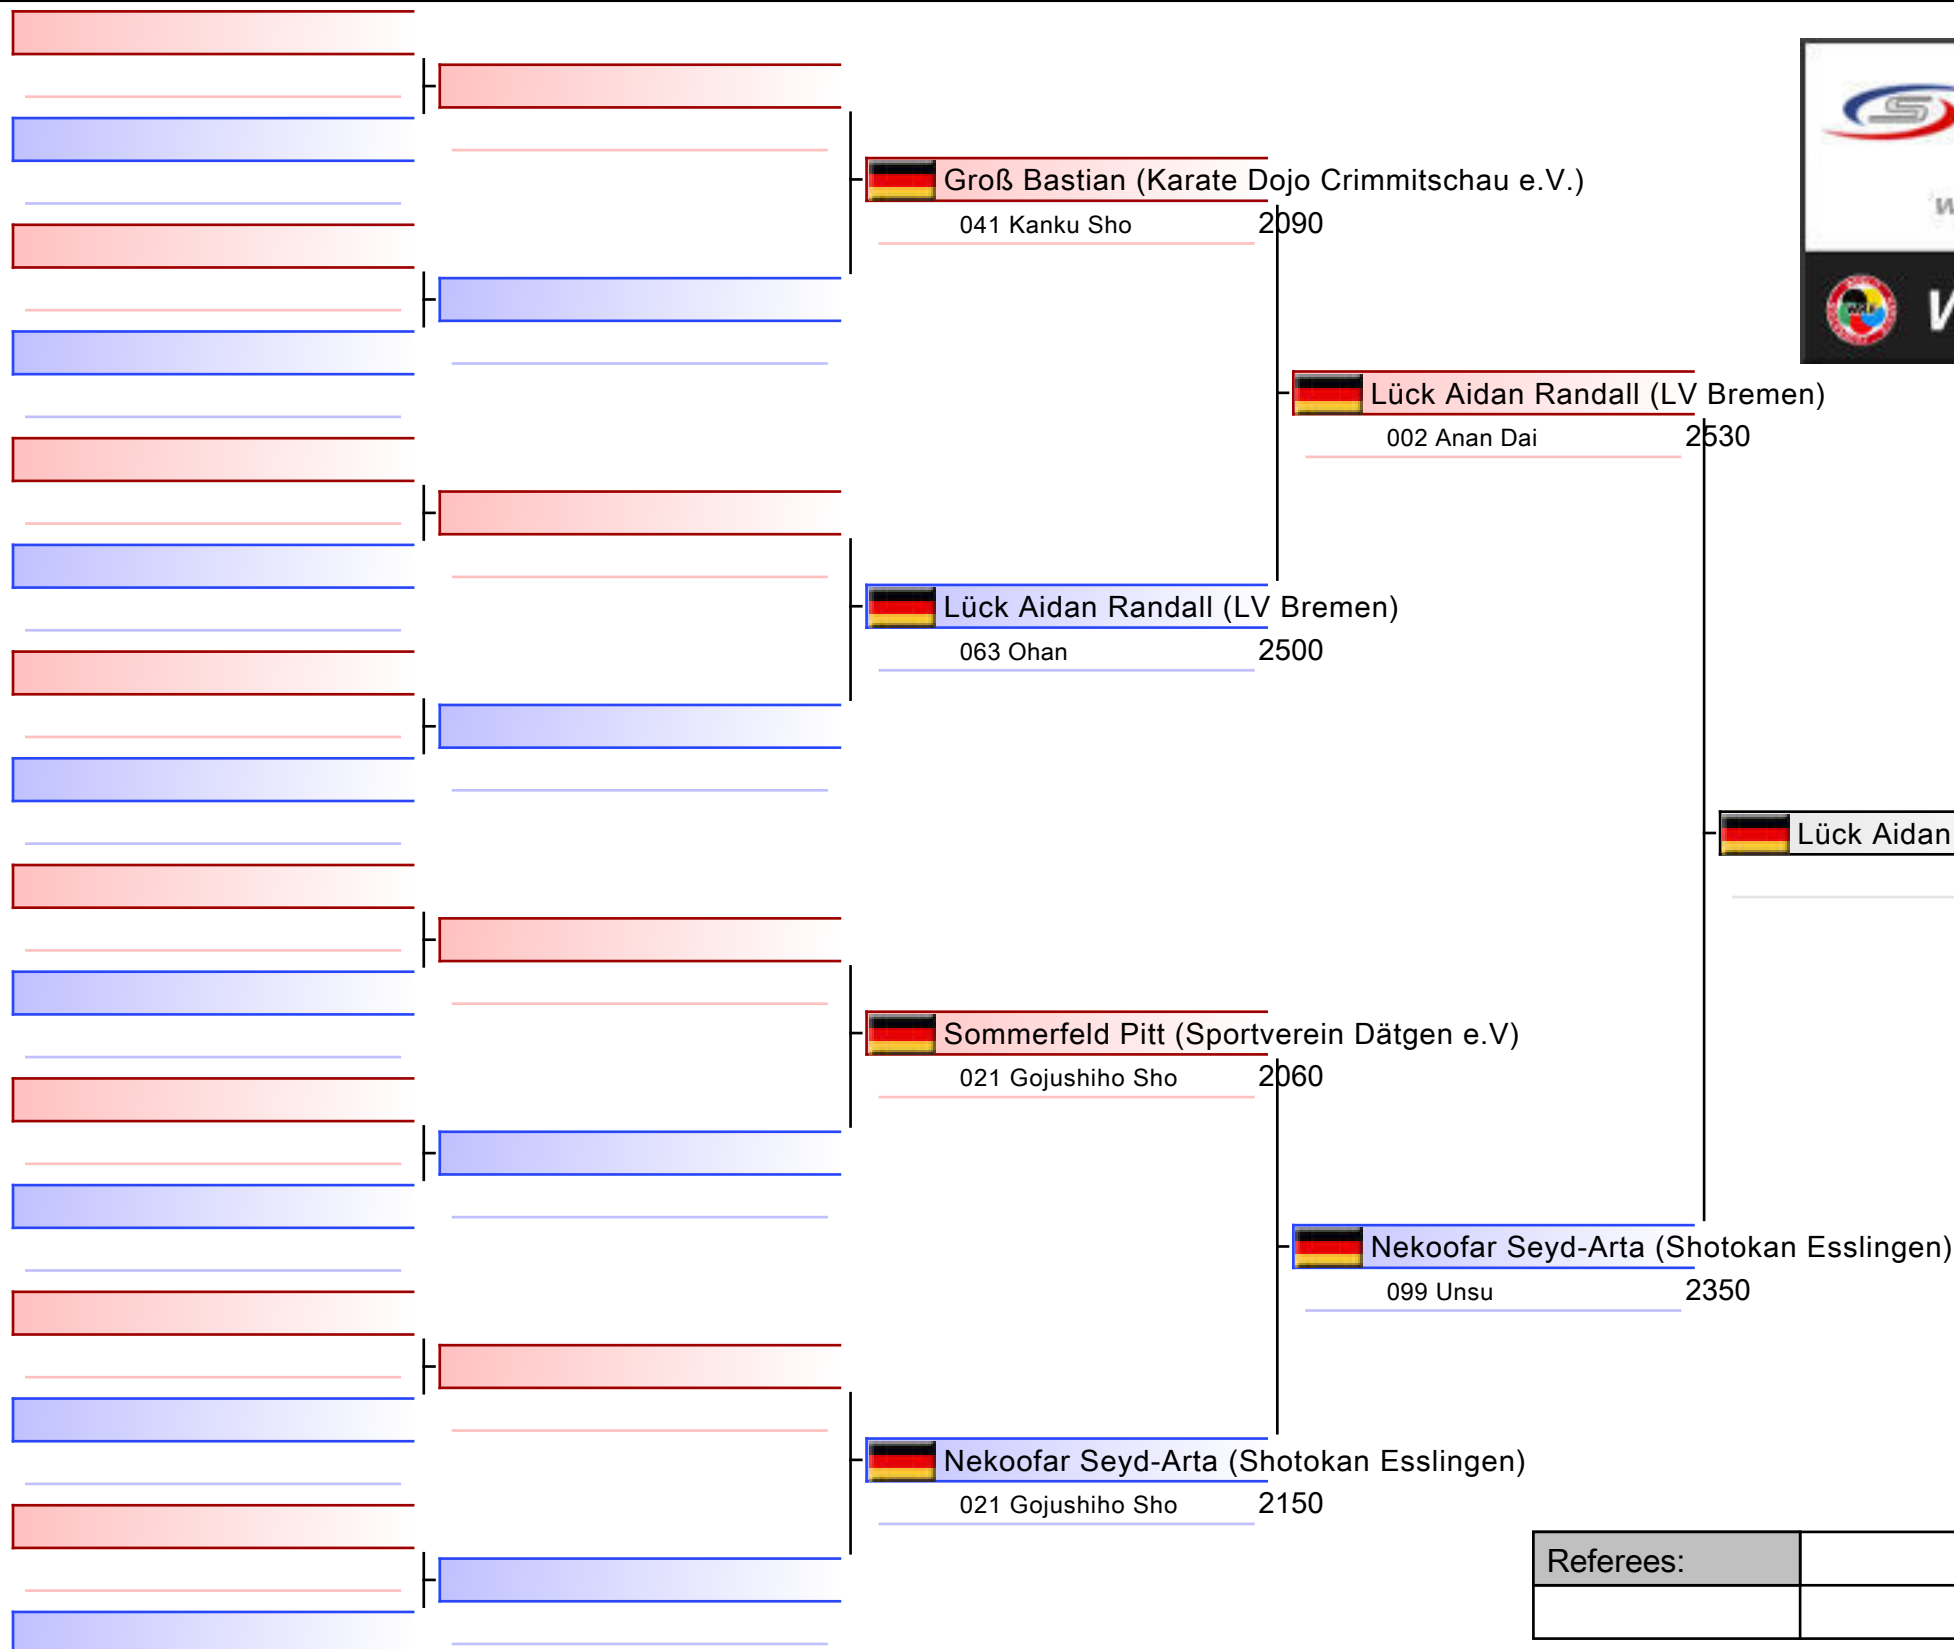 Groß Bastian (Karate Dojo Crimmitschau e.V.)
041 Kanku Sho 2090
Lück Aidan Randall (LV Bremen)
002 Anan Dai 2530
Lück Aidan Randall (LV Bremen)
063 Ohan 2500
Lück Aidan
Sommerfeld Pitt (Sportverein Dätgen e.V)
021 Gojushiho Sho 2060
Nekoofar Seyd-Arta (Shotokan Esslingen)
099 Unsu 2350
Nekoofar Seyd-Arta (Shotokan Esslingen)
021 Gojushiho Sho 2150
Referees: